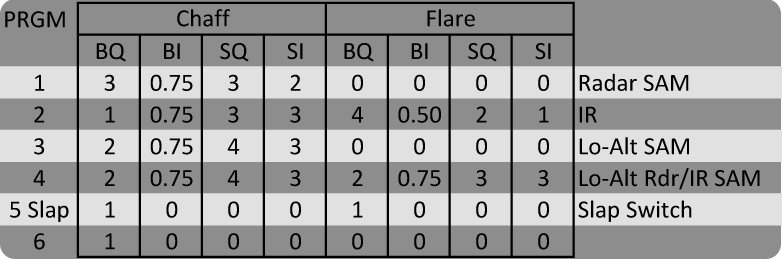 PRGM Chaff Flare
BQ BI SQ SI BQ BI SQ SI
1 3 0.75 3 2 0 0 0 0 Radar SAM
2 1 0.75 3 3 4 0.50 2 1 IR
3 2 0.75 4 3 0 0 0 0 Lo-Alt SAM
4 2 0.75 4 3 2 0.75 3 3 Lo-Alt Rdr/IR SAM
5 Slap 1 0 0 0 1 0 0 0 Slap Switch
6 1 0 0 0 0 0 0 0